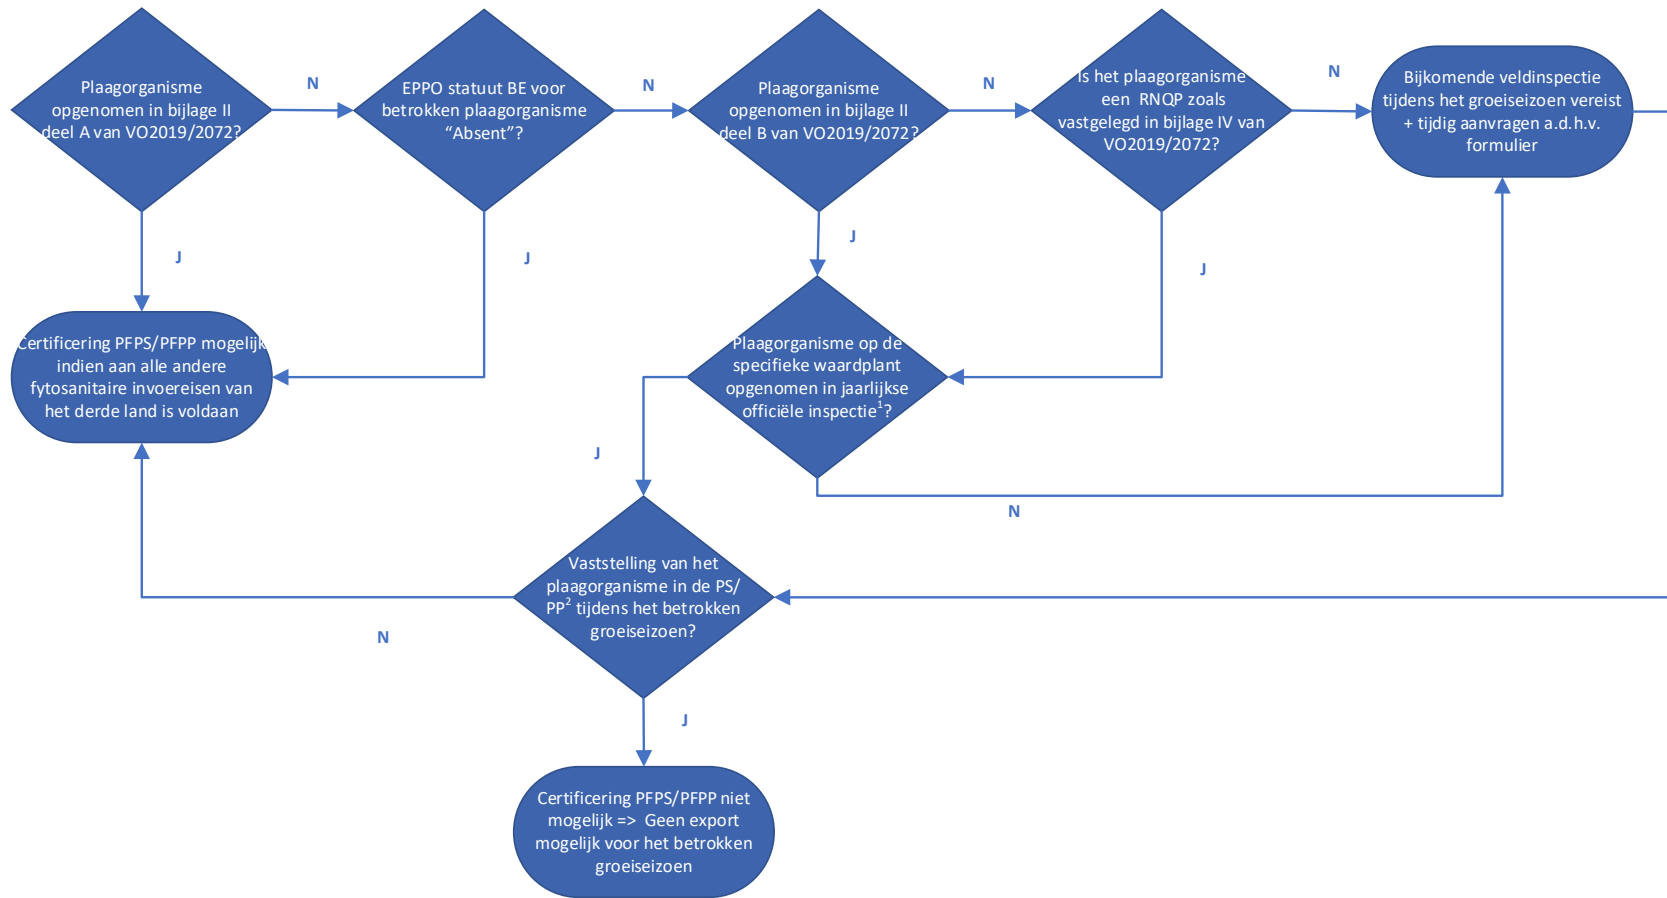 Plaagorganisme
opgenomen in bijlage II
deel A van VO2019/2072?
N
EPPO statuut BE voor
betrokken plaagorganisme
“Absent”?
N
Plaagorganisme
opgenomen in bijlage II
deel B van VO2019/2072?
N
Is het plaagorganisme
een RNQP zoals
vastgelegd in bijlage IV van
VO2019/2072?
N
Bijkomende veldinspectie
tijdens het groeiseizoen vereist
+ tijdig aanvragen a.d.h.v.
formulier
J
J
J
J
Certificering PFPS/PFPP mogelijk
indien aan alle andere
fytosanitaire invoereisen van
het derde land is voldaan
Plaagorganisme op de
specifieke waardplant
opgenomen in jaarlijkse
officiële inspectie¹?
J
N
Vaststelling van het
plaagorganisme in de PS/
PP² tijdens het betrokken
groeiseizoen?
N
J
Certificering PFPS/PFPP niet
mogelijk => Geen export
mogelijk voor het betrokken
groeiseizoen